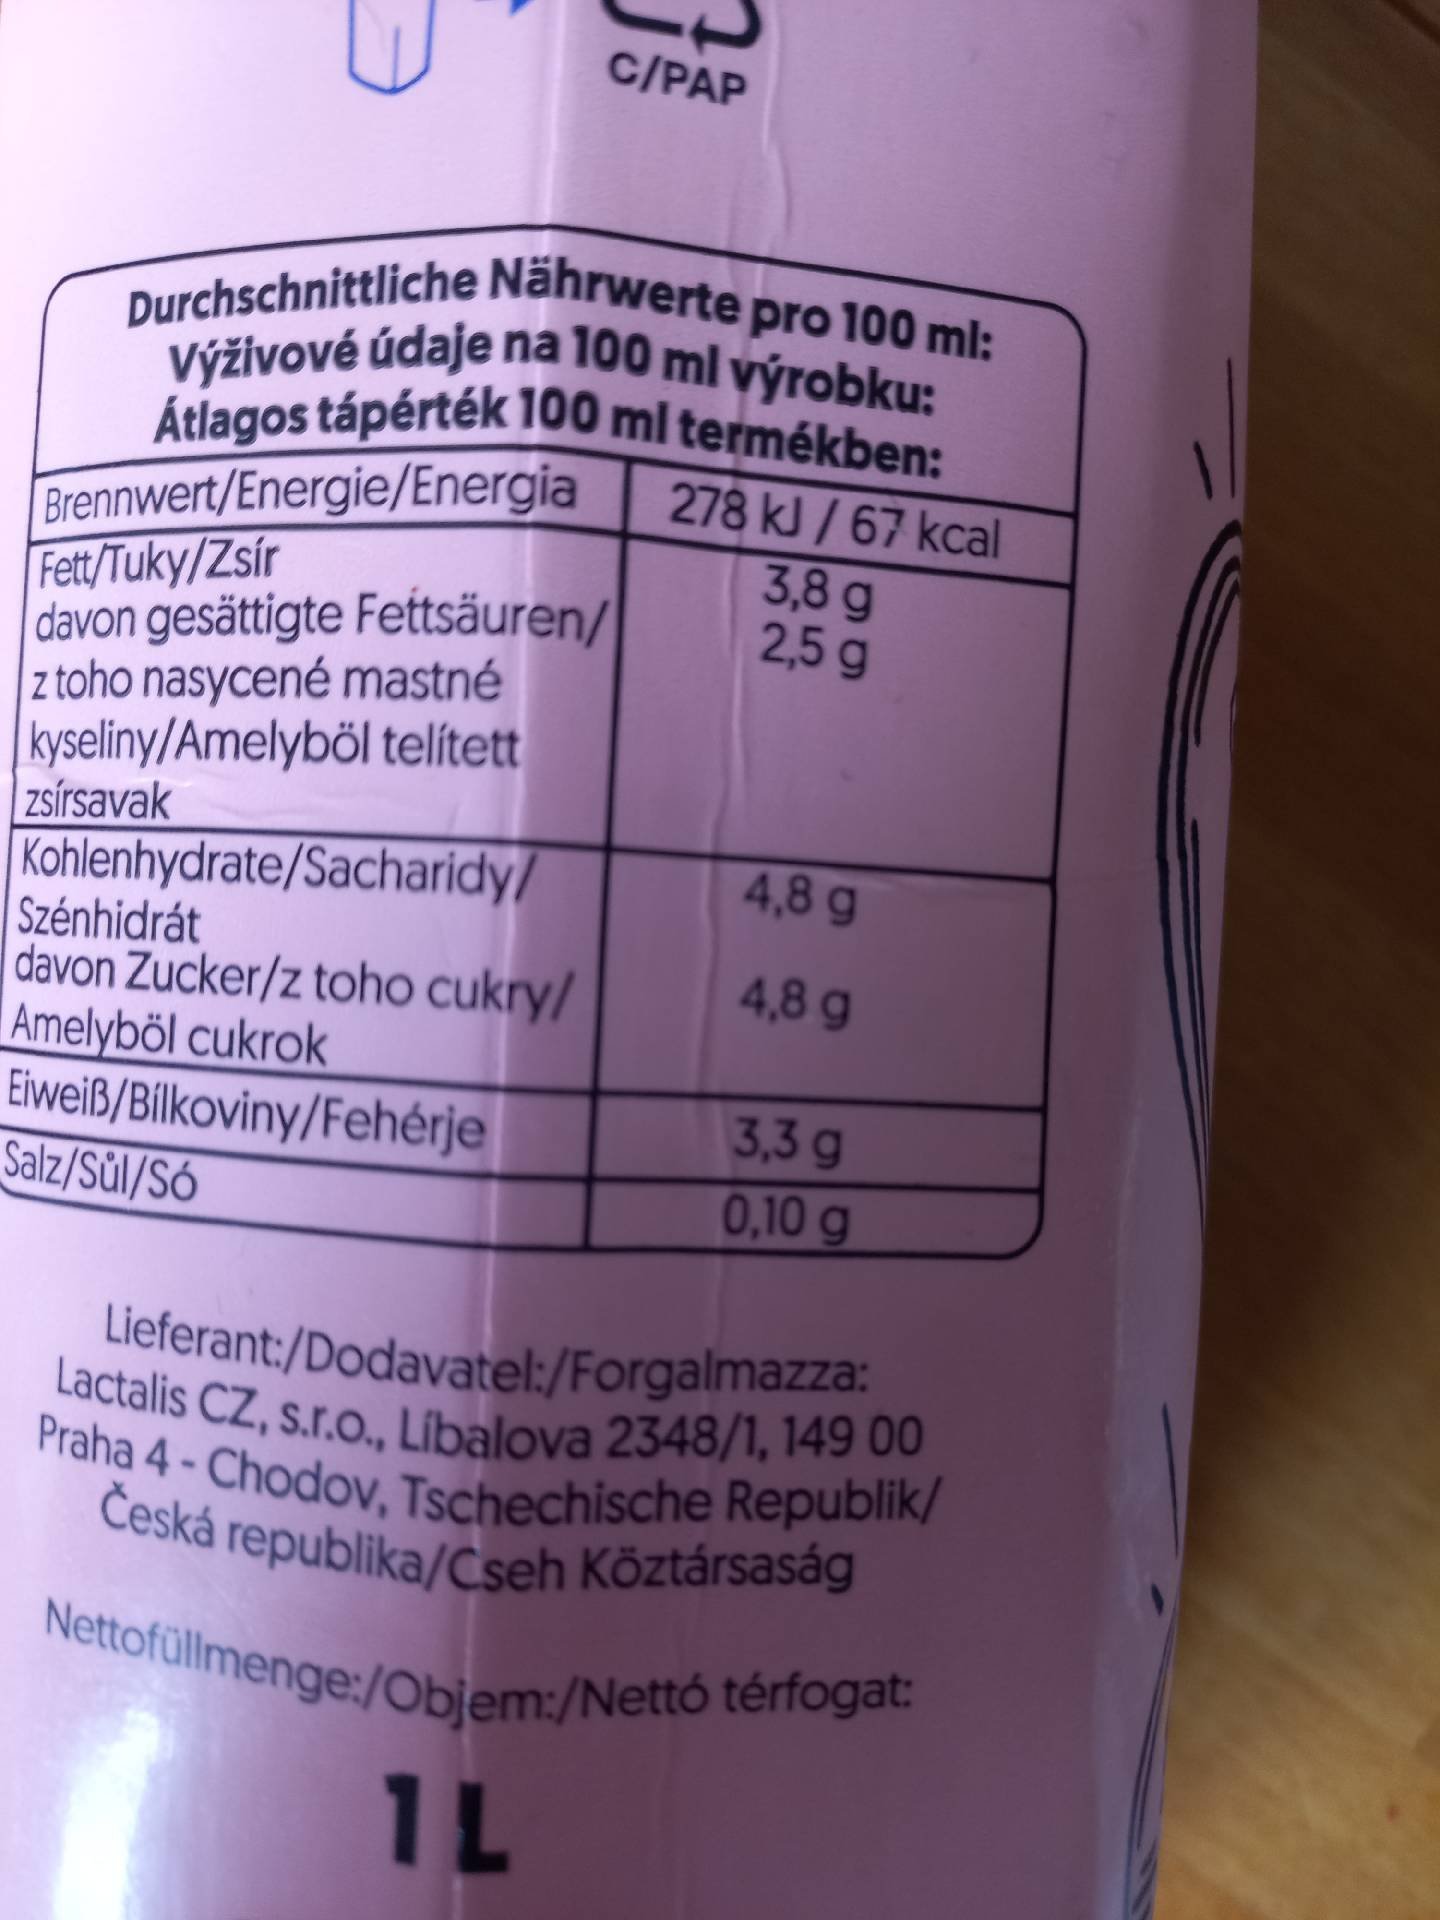 C/PAP
Durchschnittliche Nährwerte pro 100 ml:
Výživové údaje na 100 ml výrobku:
Átlagos tápérték 100 ml termékben:
Brennwert/Energie/Energia 278 kJ / 67 kcal
Fett/Tuky/Zsír 3,8 g
davon gesättigte Fettsäuren/ 2,5 g
z toho nasycené mastné
kyseliny/Amelyböl telített
zsírsavak
Kohlenhydrate/Sacharidy/ 4,8 g
Szénhidrát
davon Zucker/z toho cukry/ 4,8 g
Amelyböl cukrok
Eiweiß/Bílkoviny/Fehérje 3,3 g
Salz/Sůl/Só 0,10 g
Lieferant:/Dodavatel:/Forgalmazza:
Lactalis CZ, s.r.o., Líbalova 2348/1, 149 00
Praha 4 - Chodov, Tschechische Republik/
Česká republika/Cseh Köztársaság
Nettofüllmenge:/Objem:/Nettó térfogat:
1 L